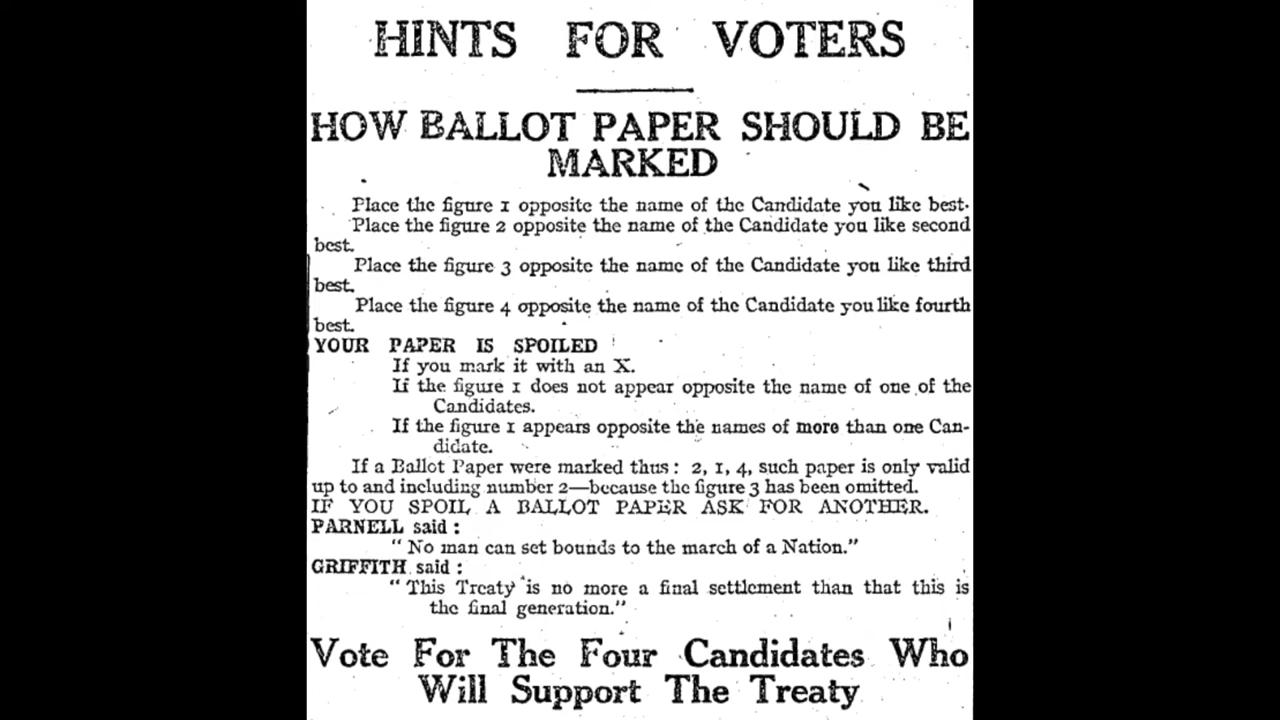 HINTS FOR VOTERS
HOW BALLOT PAPER SHOULD BE
MARKED
Place the figure 1 opposite the name of the Candidate you like best.
Place the figure 2 opposite the name of the Candidate you like second
best.
Place the figure 3 opposite the name of the Candidate you like third
best.
Place the figure 4 opposite the name of the Candidate you like fourth
best.
YOUR PAPER IS SPOILED
If you mark it with an X.
If the figure 1 does not appear opposite the name of one of the
Candidates.
If the figure 1 appears opposite the names of more than one Can-
didate.
If a Ballot Paper were marked thus: 2, 1, 4, such paper is only valid
up to and including number 2—because the figure 3 has been omitted.
IF YOU SPOIL A BALLOT PAPER ASK FOR ANOTHER.
PARNELL said:
"No man can set bounds to the march of a Nation."
GRIFFITH said:
"This Treaty is no more a final settlement than that this is
the final generation."
Vote For The Four Candidates Who
Will Support The Treaty